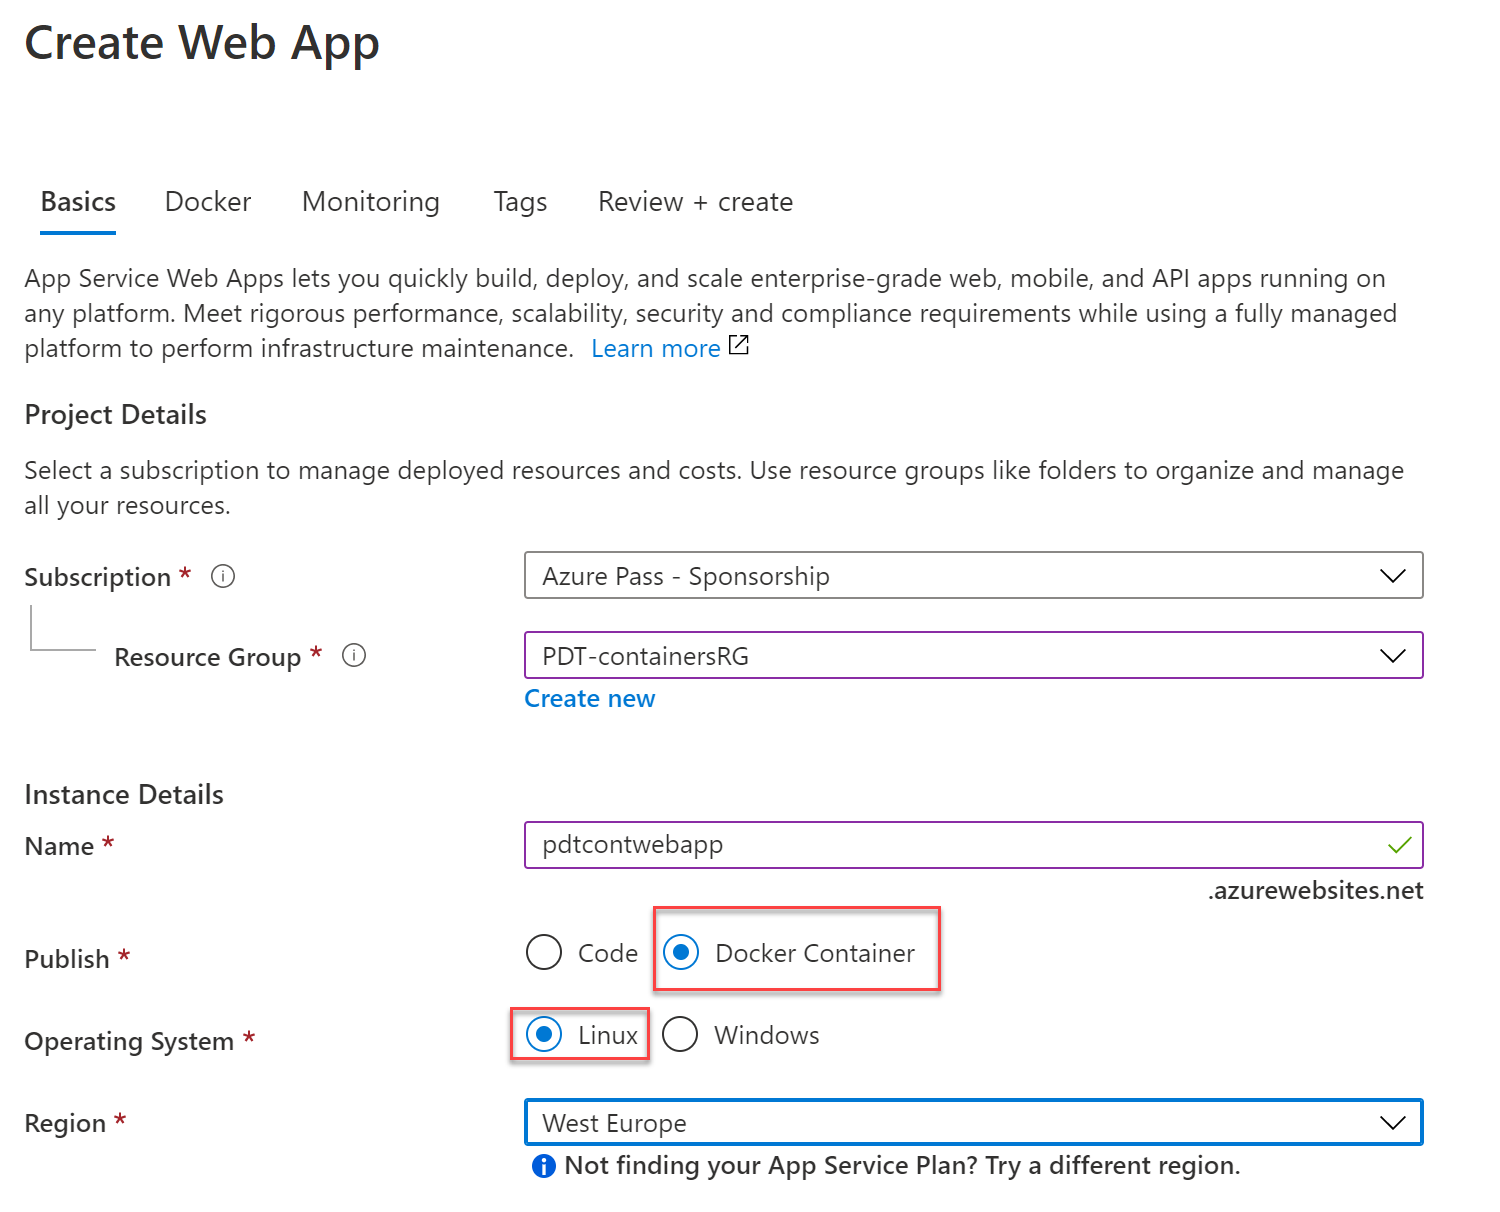 Create Web App
Basics Docker Monitoring Tags Review + create
App Service Web Apps lets you quickly build, deploy, and scale enterprise-grade web, mobile, and API apps running on
any platform. Meet rigorous performance, scalability, security and compliance requirements while using a fully managed
platform to perform infrastructure maintenance. Learn more
Project Details
Select a subscription to manage deployed resources and costs. Use resource groups like folders to organize and manage
all your resources.
Subscription * Azure Pass - Sponsorship
Resource Group * PDT-containersRG
Create new
Instance Details
Name * pdtcontwebapp
.azurewebsites.net
Publish * Code Docker Container
Operating System * Linux Windows
Region * West Europe
Not finding your App Service Plan? Try a different region.